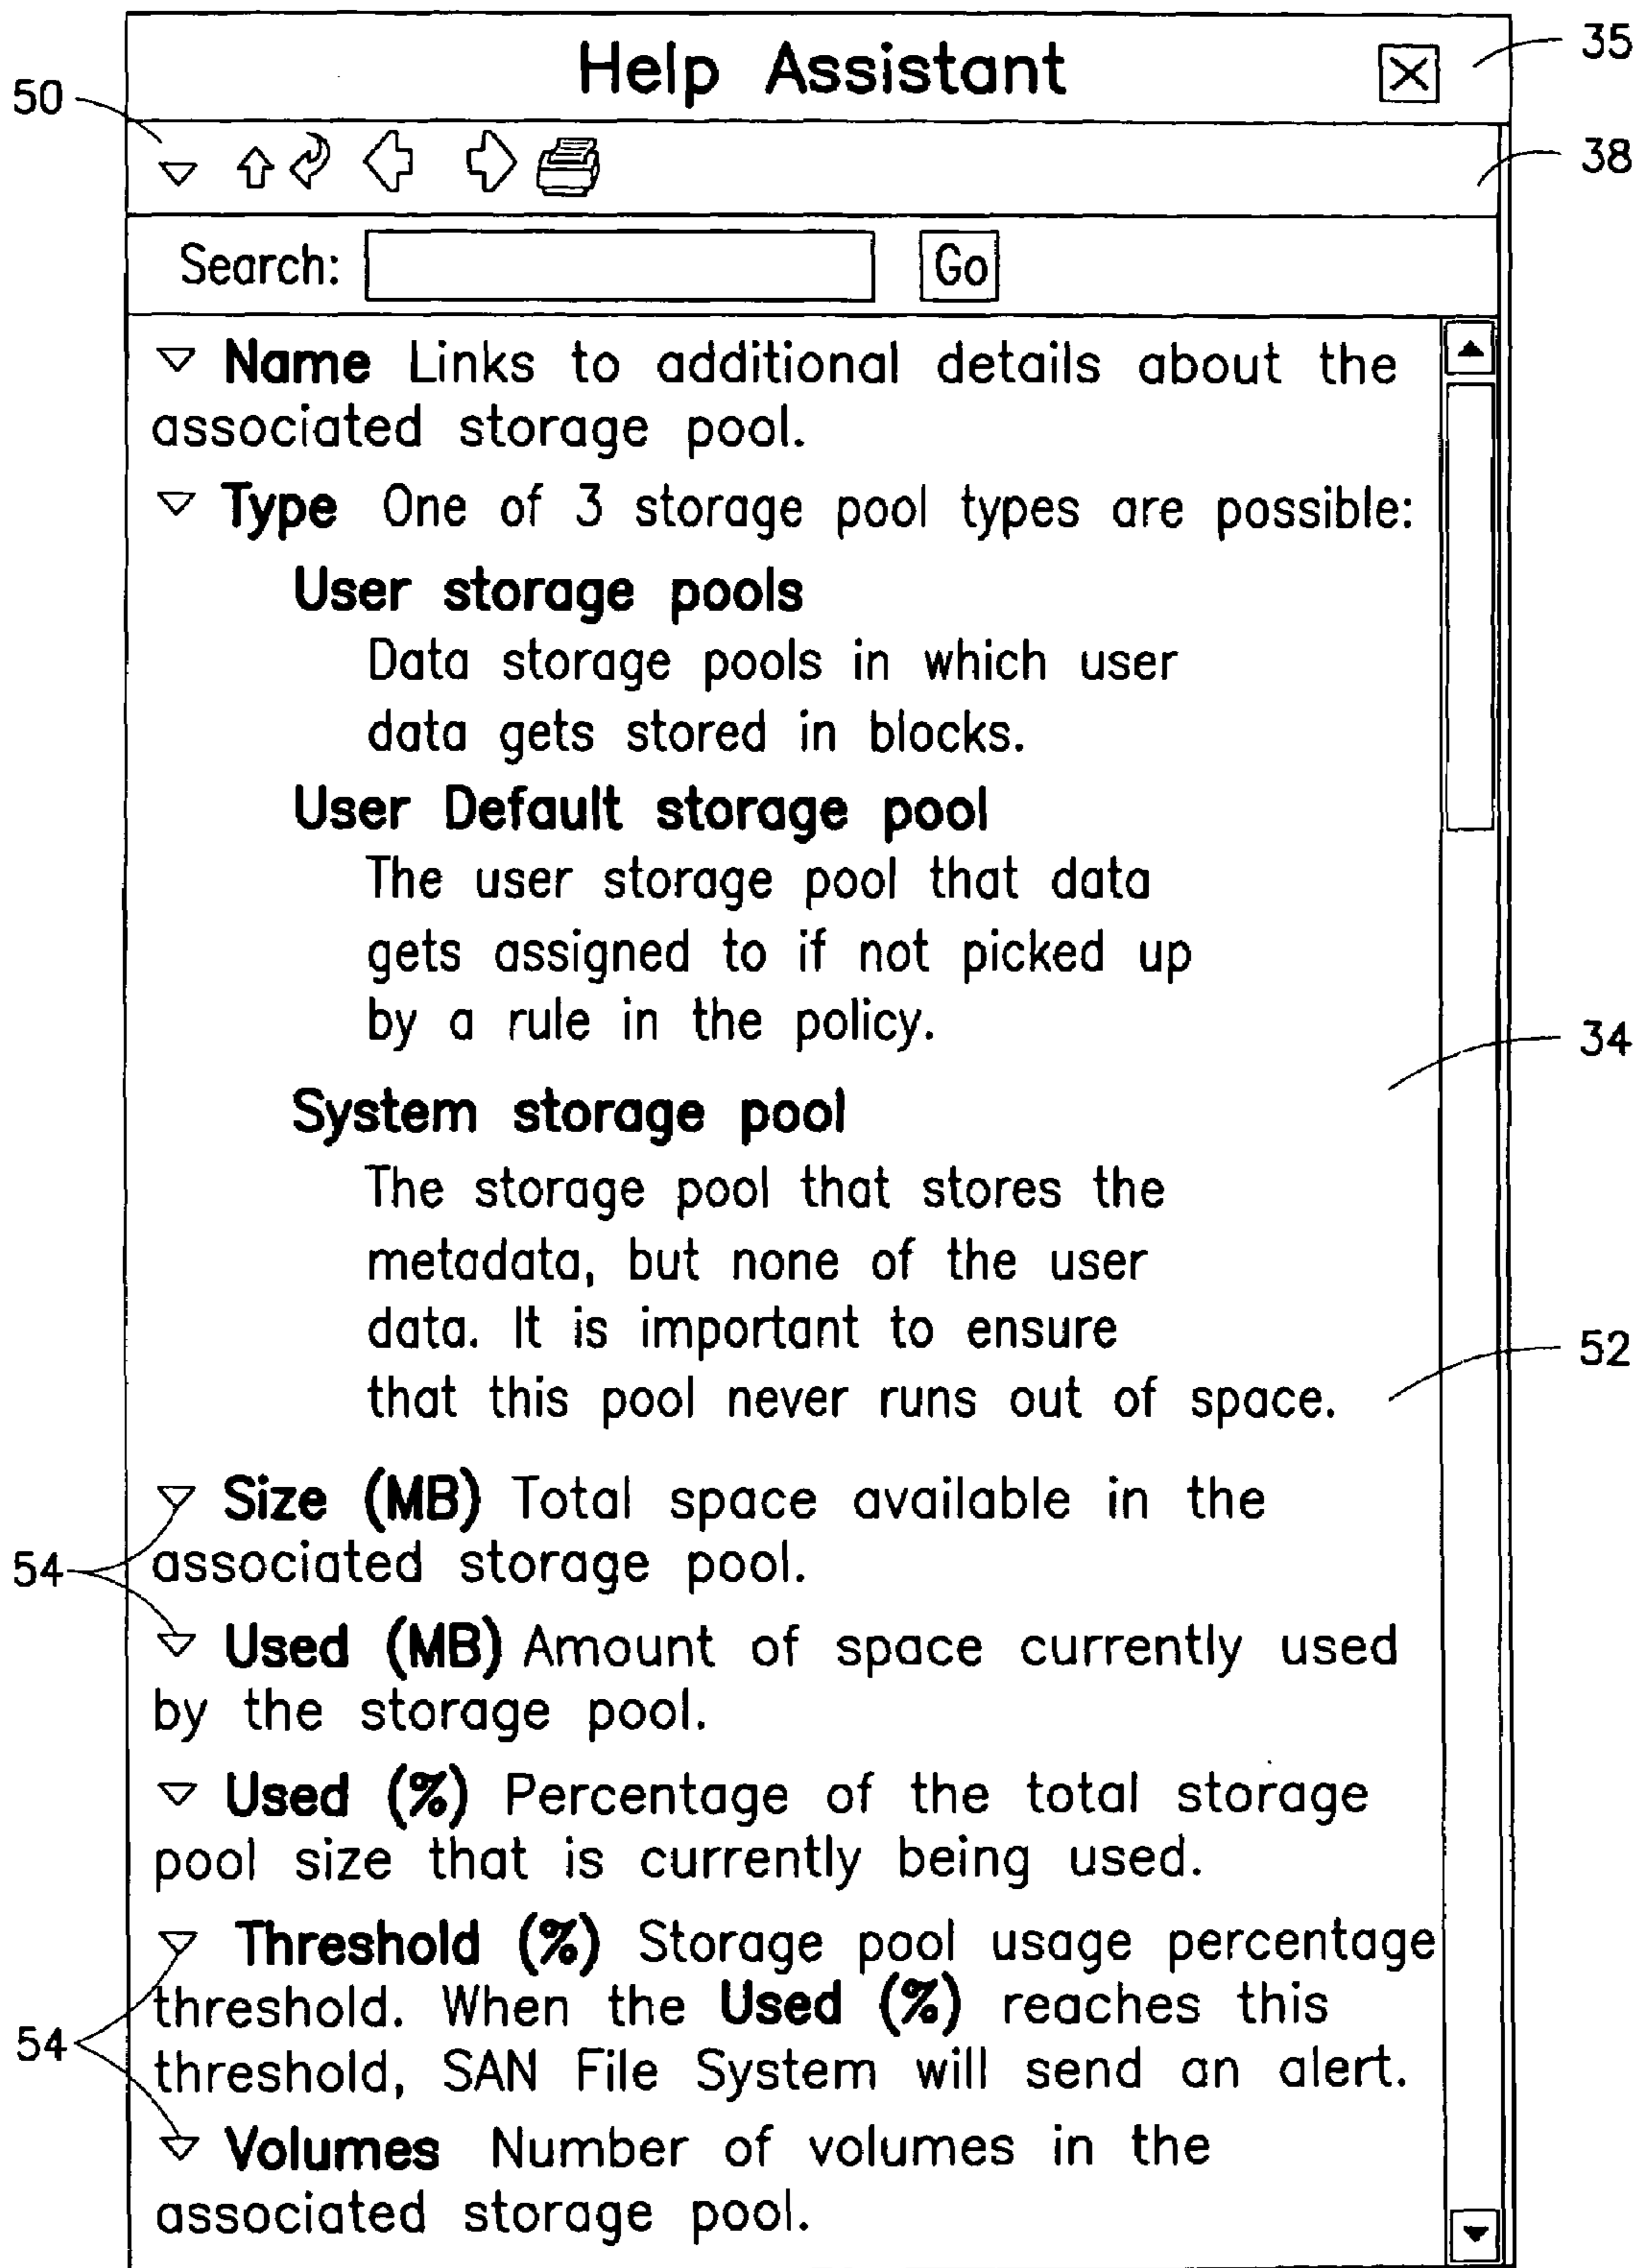 Help Assistant
35
50
38
Search:
Go
Name Links to additional details about the
associated storage pool.
Type One of 3 storage pool types are possible:
User storage pools
Data storage pools in which user
data gets stored in blocks.
User Default storage pool
The user storage pool that data
gets assigned to if not picked up
by a rule in the policy.
34
System storage pool
The storage pool that stores the
metadata, but none of the user
data. It is important to ensure
52
that this pool never runs out of space.
Size (MB) Total space available in the
54
associated storage pool.
Used (MB) Amount of space currently used
by the storage pool.
Used (%) Percentage of the total storage
pool size that is currently being used.
Threshold (%) Storage pool usage percentage
threshold. When the Used (%) reaches this
54
threshold, SAN File System will send an alert.
Volumes Number of volumes in the
associated storage pool.